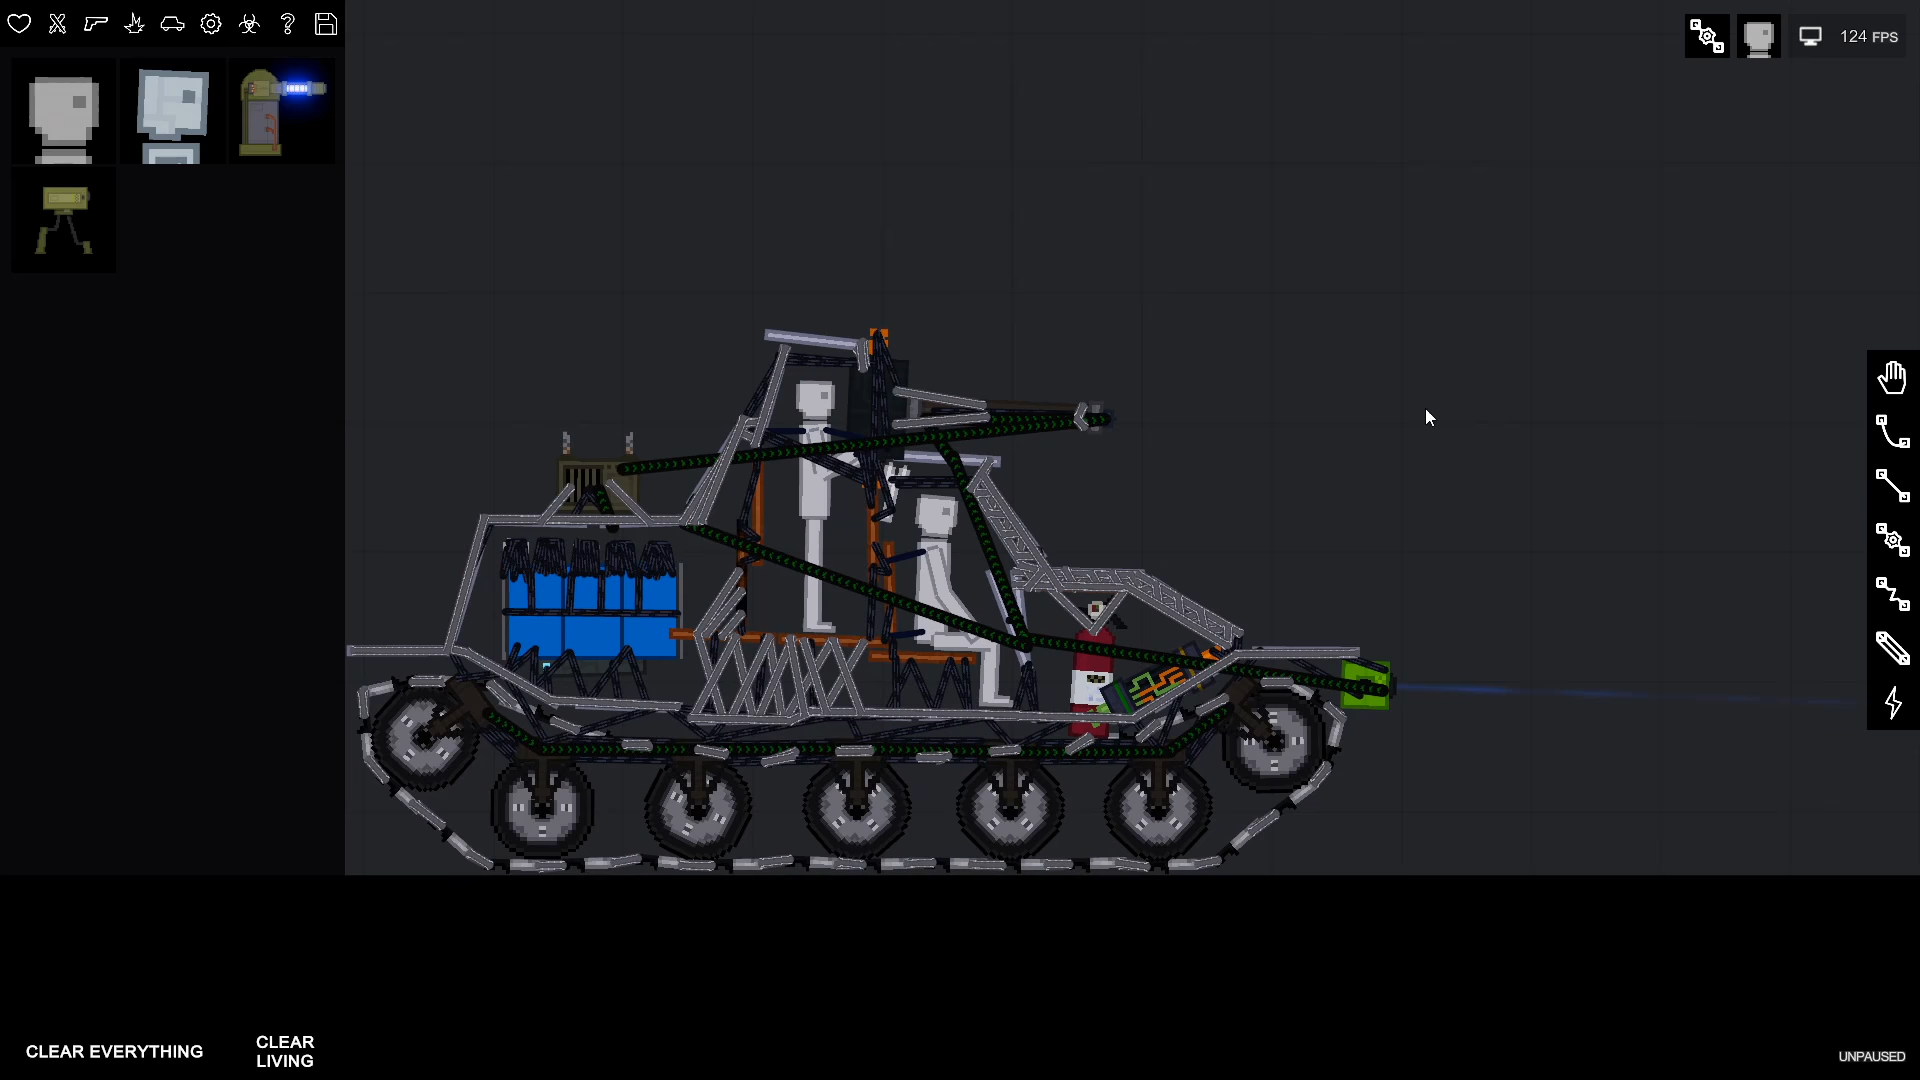 124 FPS
CLEAR EVERYTHING
CLEAR
LIVING
UNPAUSED